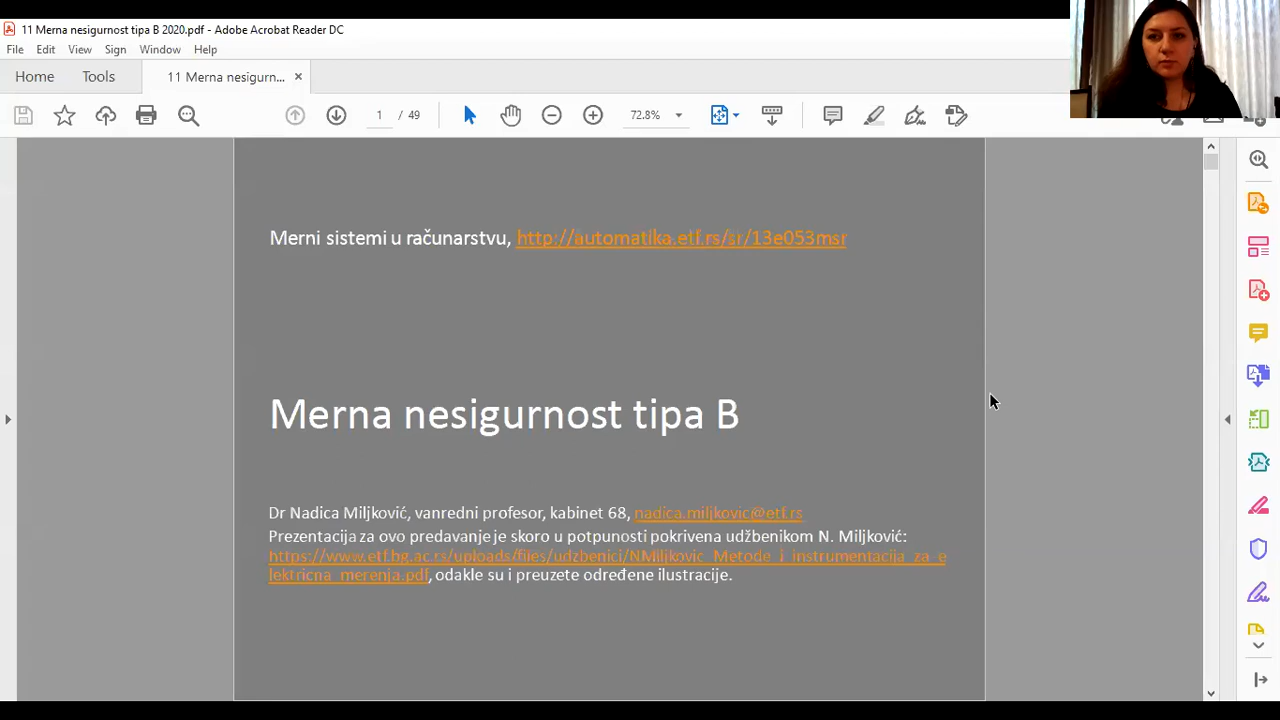 11 Merna nesigurnost tipa B 2020.pdf - Adobe Acrobat Reader DC
File Edit View Sign Window Help
Home Tools 11 Merna nesigurn... ×
1 / 49 72.8%
Merni sistemi u računarstvu, http://automatika.etf.rs/sr/13e053msr
Merna nesigurnost tipa B
Dr Nadica Miljković, vanredni profesor, kabinet 68, nadica.miljkovic@etf.rs
Prezentacija za ovo predavanje je skoro u potpunosti pokrivena udžbenikom N. Miljković:
https://www.etf.bg.ac.rs/uploads/files/udzbenici/NMiljkovic_Metode_i_instrumentacija_za_e
lektricna_merenja.pdf, odakle su i preuzete određene ilustracije.